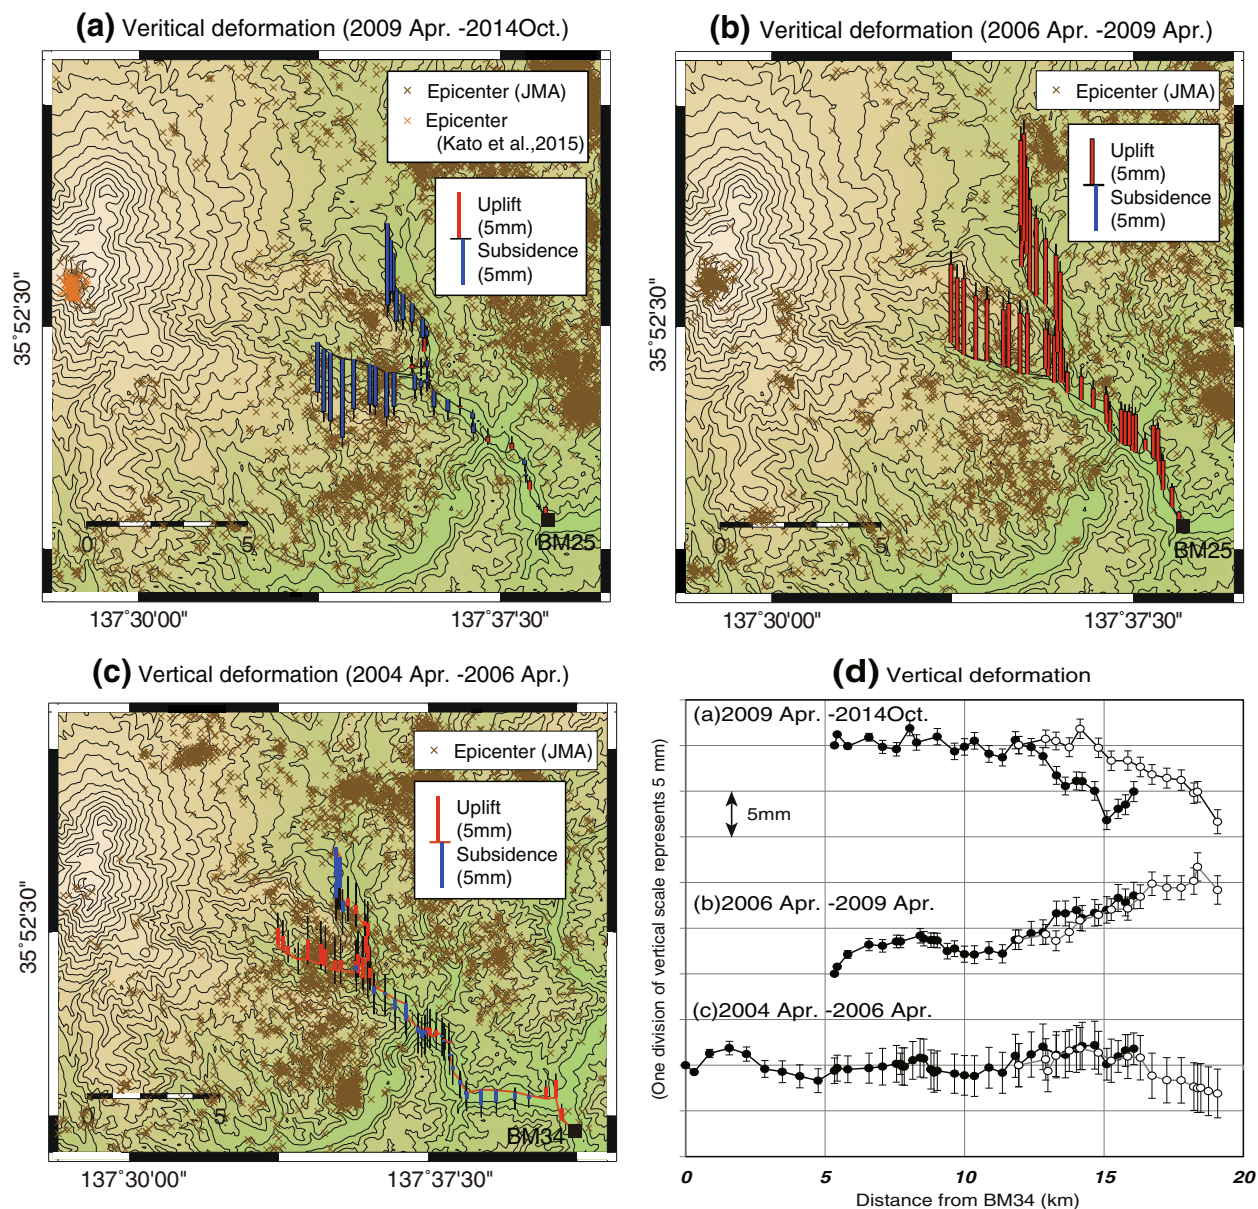 (a) Veritical deformation (2009 Apr. -2014Oct.)
Epicenter (JMA)
Epicenter
(Kato et al.,2015)
Uplift
(5mm)
Subsidence
(5mm)
35˚52'30"
0
5
BM25
137˚30'00"
137˚37'30"
(b) Veritical deformation (2006 Apr. -2009 Apr.)
Epicenter (JMA)
Uplift
(5mm)
Subsidence
(5mm)
35˚52'30"
0
5
BM25
137˚30'00"
137˚37'30"
(c) Vertical deformation (2004 Apr. -2006 Apr.)
Epicenter (JMA)
Uplift
(5mm)
Subsidence
(5mm)
35˚52'30"
0
5
BM34
137˚30'00"
137˚37'30"
(d) Vertical deformation
(One division of vertical scale represents 5 mm)
(a)2009 Apr. -2014Oct.
5mm
(b)2006 Apr. -2009 Apr.
(c)2004 Apr. -2006 Apr.
0 5 10 15 20
Distance from BM34 (km)